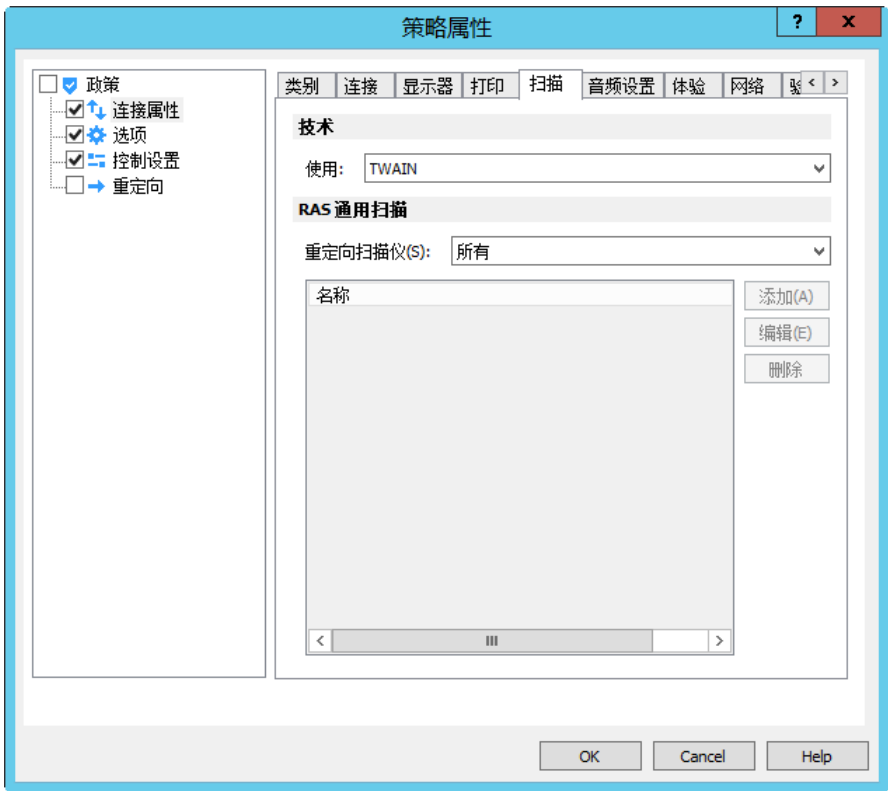 策略属性
? x
政策
连接属性
选项
控制设置
重定向
类别 连接 显示器 打印 扫描 音频设置 体验 网络
技术
使用: TWAIN
RAS 通用扫描
重定向扫描仪(S): 所有
名称
添加(A)
编辑(E)
删除
OK Cancel Help